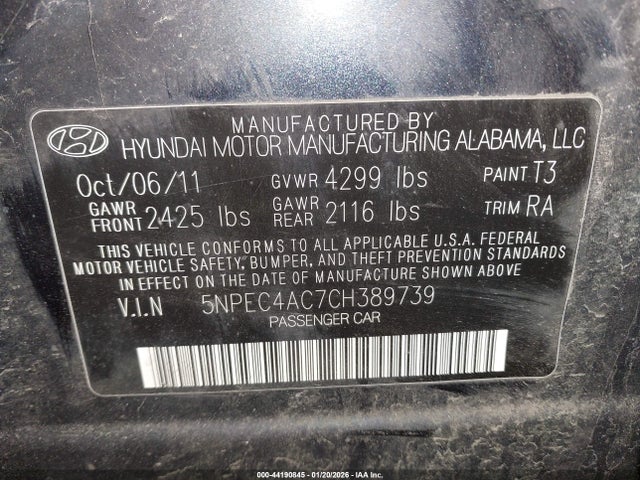 MANUFACTURED BY
HYUNDAI MOTOR MANUFACTURING ALABAMA, LLC
Oct/06/11 GVWR 4299 lbs PAINT T3
GAWR FRONT 2425 lbs GAWR REAR 2116 lbs TRIM RA
THIS VEHICLE CONFORMS TO ALL APPLICABLE U.S.A. FEDERAL
MOTOR VEHICLE SAFETY, BUMPER, AND THEFT PREVENTION STANDARDS
IN EFFECT ON THE DATE OF MANUFACTURE SHOWN ABOVE
V.I.N 5NPEC4AC7CH389739
PASSENGER CAR
000-44190845 - 01/20/2026 - IAA Inc.